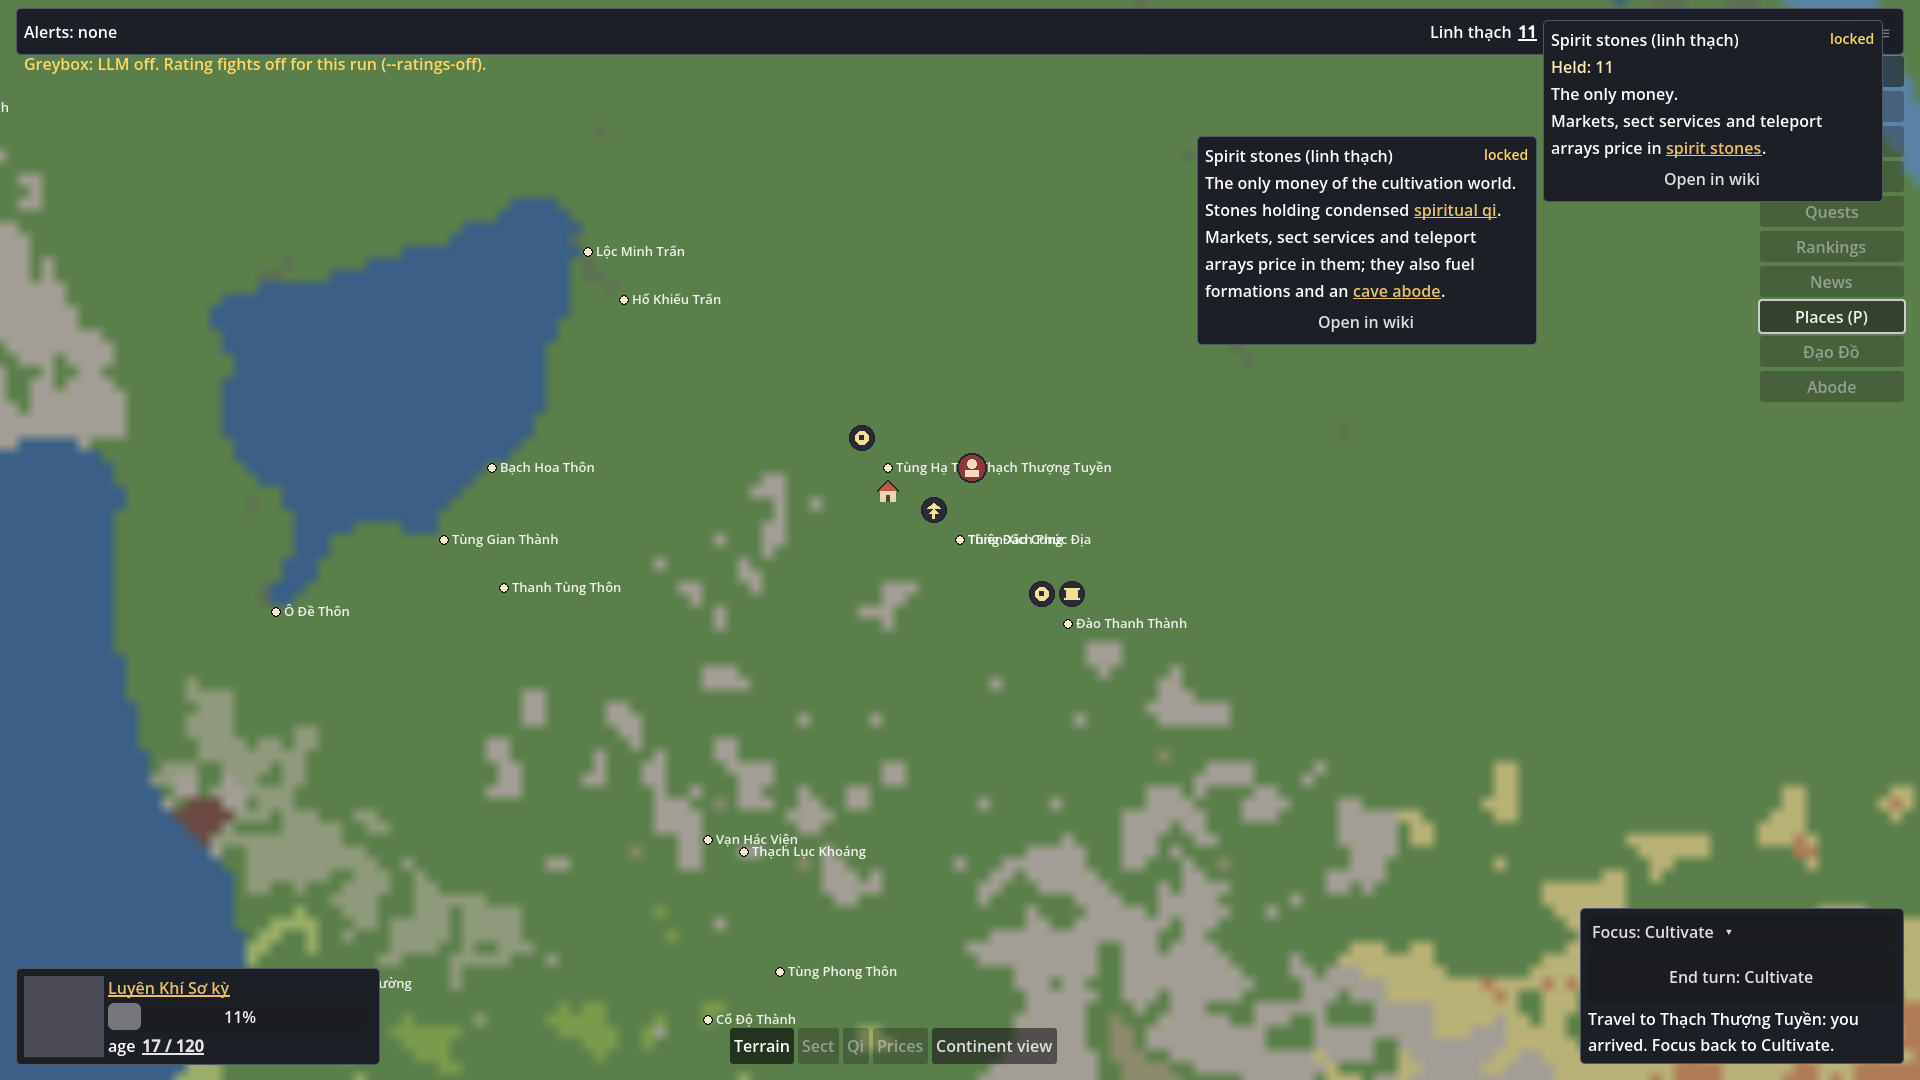 Alerts: none
Linh thạch 11
Greybox: LLM off. Rating fights off for this run (--ratings-off).
Spirit stones (linh thạch) locked
Held: 11
The only money.
Markets, sect services and teleport
arrays price in spirit stones.
Open in wiki
Spirit stones (linh thạch) locked
The only money of the cultivation world.
Stones holding condensed spiritual qi.
Markets, sect services and teleport
arrays price in them; they also fuel
formations and an cave abode.
Open in wiki
Quests
Rankings
News
Places (P)
Đạo Đồ
Abode
h
Lộc Minh Trấn
Hổ Khiếu Trấn
Bạch Hoa Thôn
Tùng Hạ T
hạch Thượng Tuyền
Tùng Gian Thành
Phúc Địa
Thanh Tùng Thôn
Ô Đề Thôn
Đào Thanh Thành
Vạn Hác Viện
Thạch Lục Khoáng
Tùng Phong Thôn
ường
Cố Độ Thành
Luyện Khí Sơ kỳ
11%
age 17 / 120
Terrain Sect Qi Prices Continent view
Focus: Cultivate ▾
End turn: Cultivate
Travel to Thạch Thượng Tuyền: you
arrived. Focus back to Cultivate.